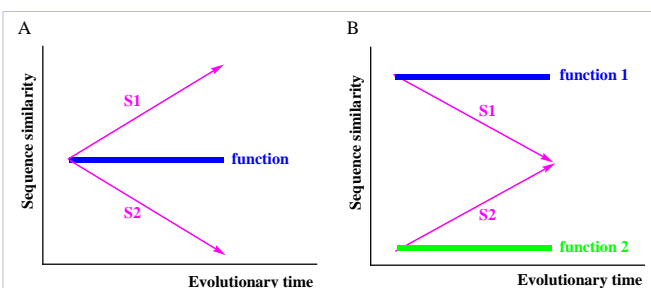 A
Sequence similarity
S1
function
S2
Evolutionary time
B
Sequence similarity
function 1
S1
S2
function 2
Evolutionary time